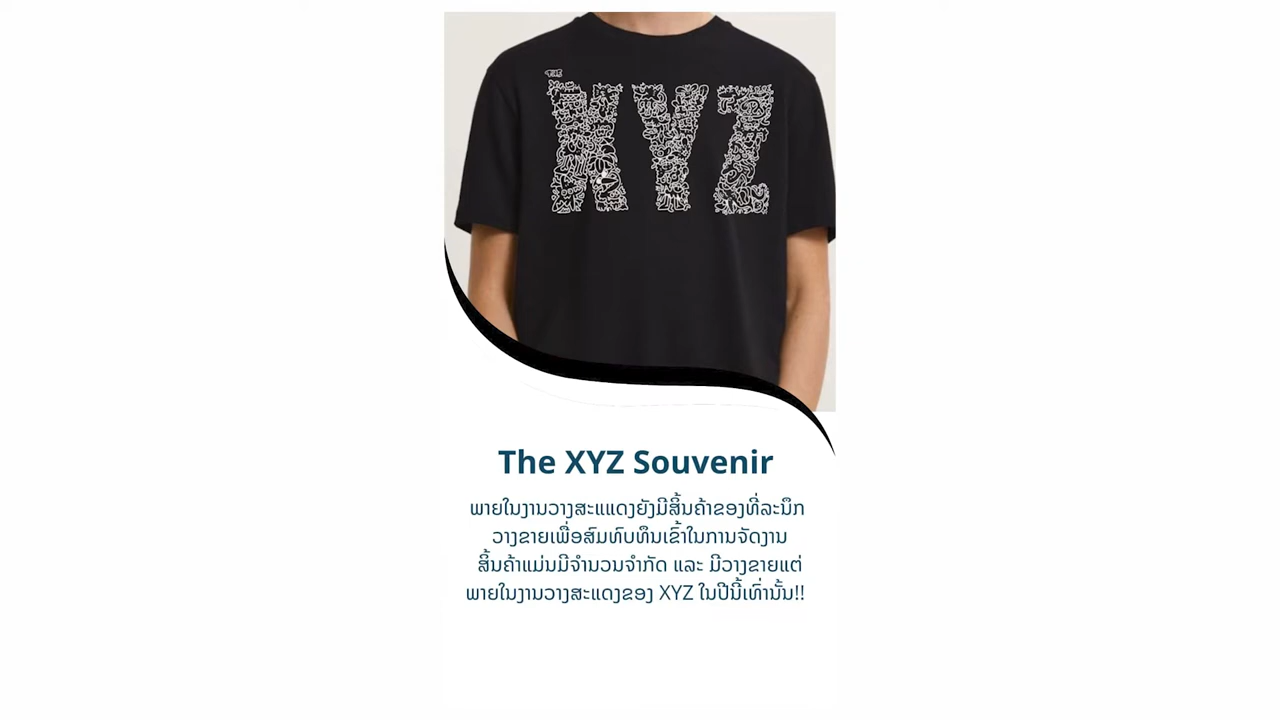 THE
XYZ
The XYZ Souvenir
ພາຍໃນງານວາງສະແແດງຍັງມີສິ້ນຄ້າຂອງທີ່ລະນຶກ
ວາງຂາຍເພື່ອສົມທົບທຶນເຂົ້າໃນການຈັດງານ
ສິ້ນຄ້າແມ່ນມີຈຳນວນຈຳກັດ ແລະ ມີວາງຂາຍແຕ່
ພາຍໃນງານວາງສະແດງຂອງ XYZ ໃນປີນີ້ເທົ່ານັ້ນ!!